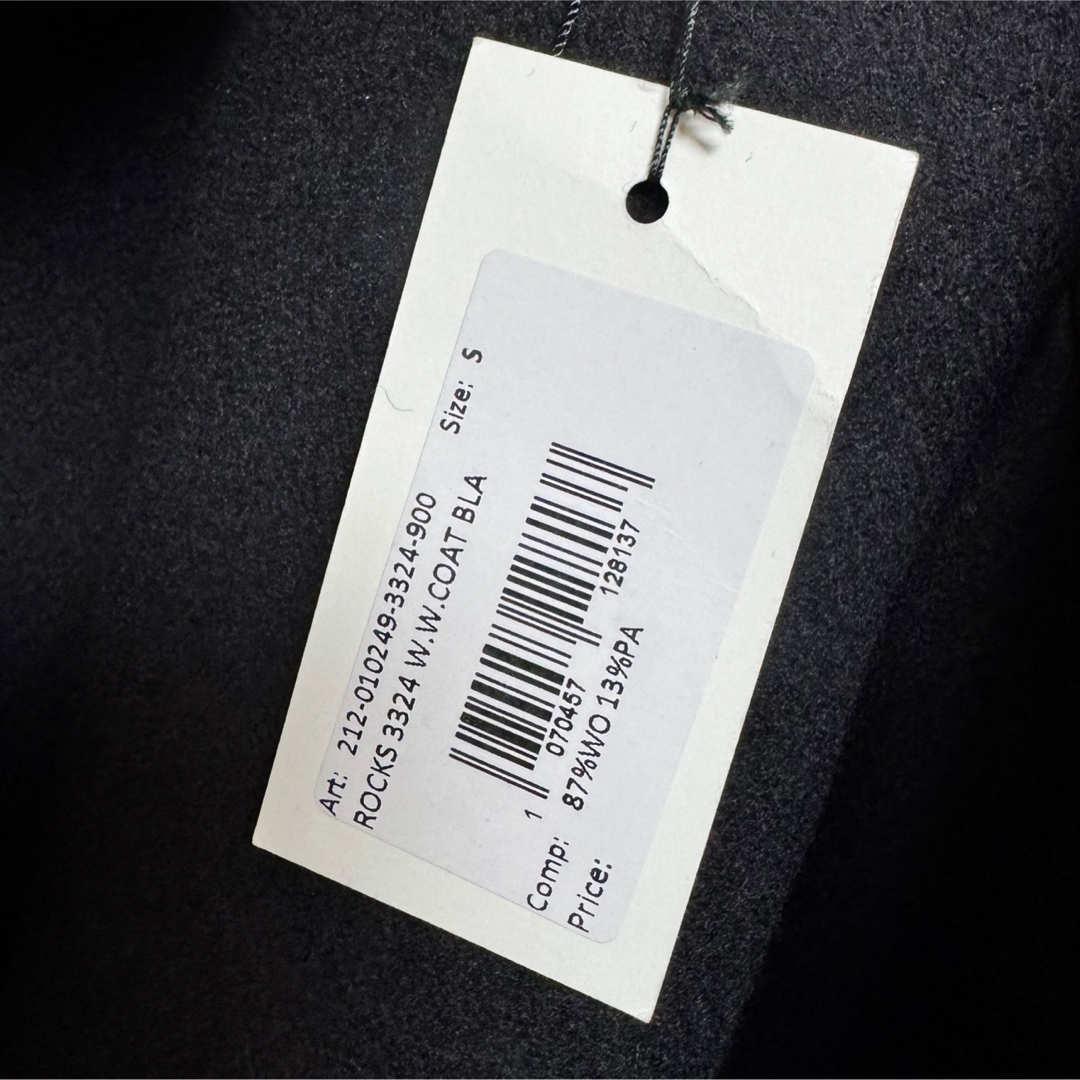 Art: 212-010249-3324-900
ROCKS 3324 W.W.COAT BLA Size: S
1 070457 128137
Comp: 87%WO 13%PA
Price: